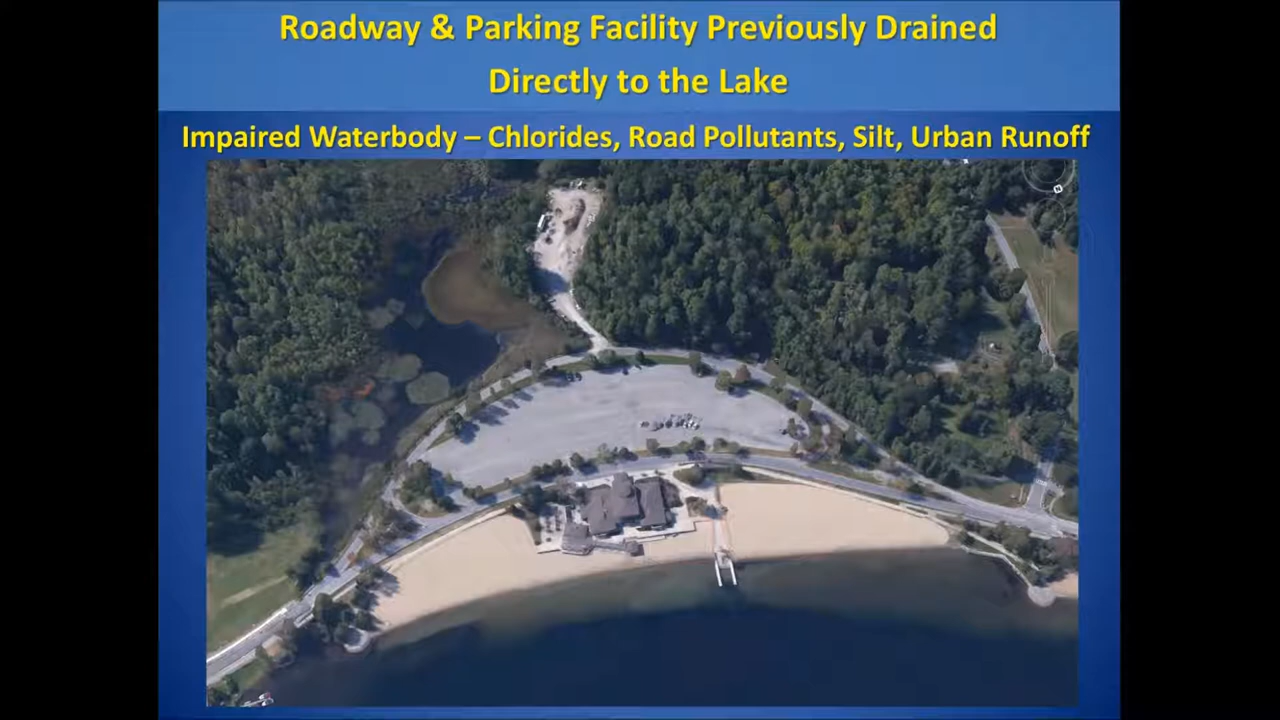 Roadway & Parking Facility Previously Drained
Directly to the Lake
Impaired Waterbody – Chlorides, Road Pollutants, Silt, Urban Runoff